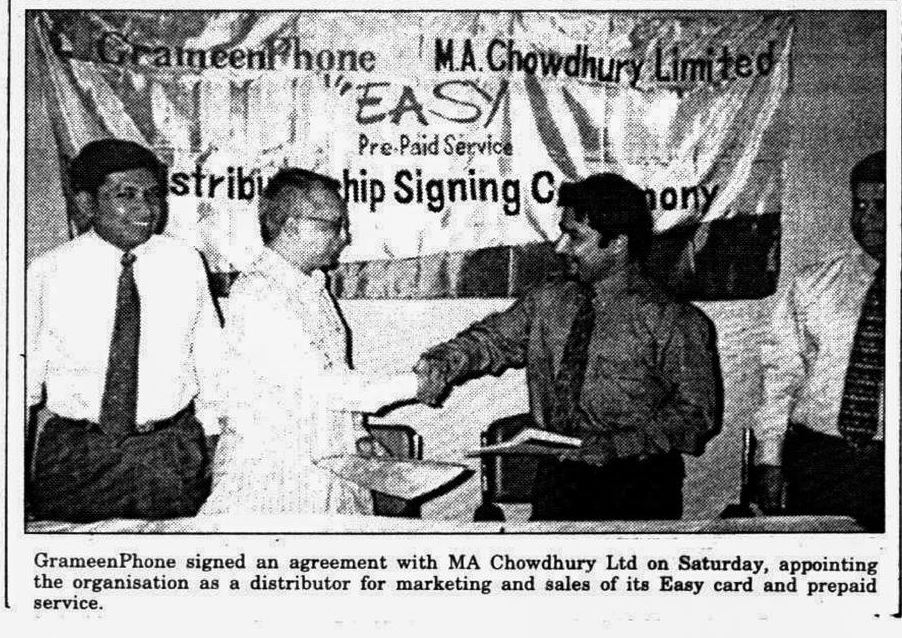 GrameenPhone M.A.Chowdhury Limited
"EASY
Pre-Paid Service
stribu hip Signing C mony
GrameenPhone signed an agreement with MA Chowdhury Ltd on Saturday, appointing
the organisation as a distributor for marketing and sales of its Easy card and prepaid
service.